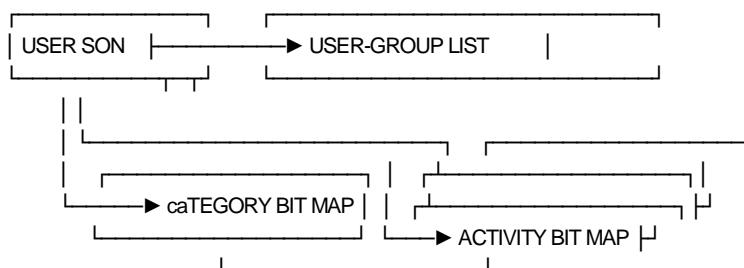 USER SON USER-GROUP LIST
caTEGORY BIT MAP
ACTIVITY BIT MAP